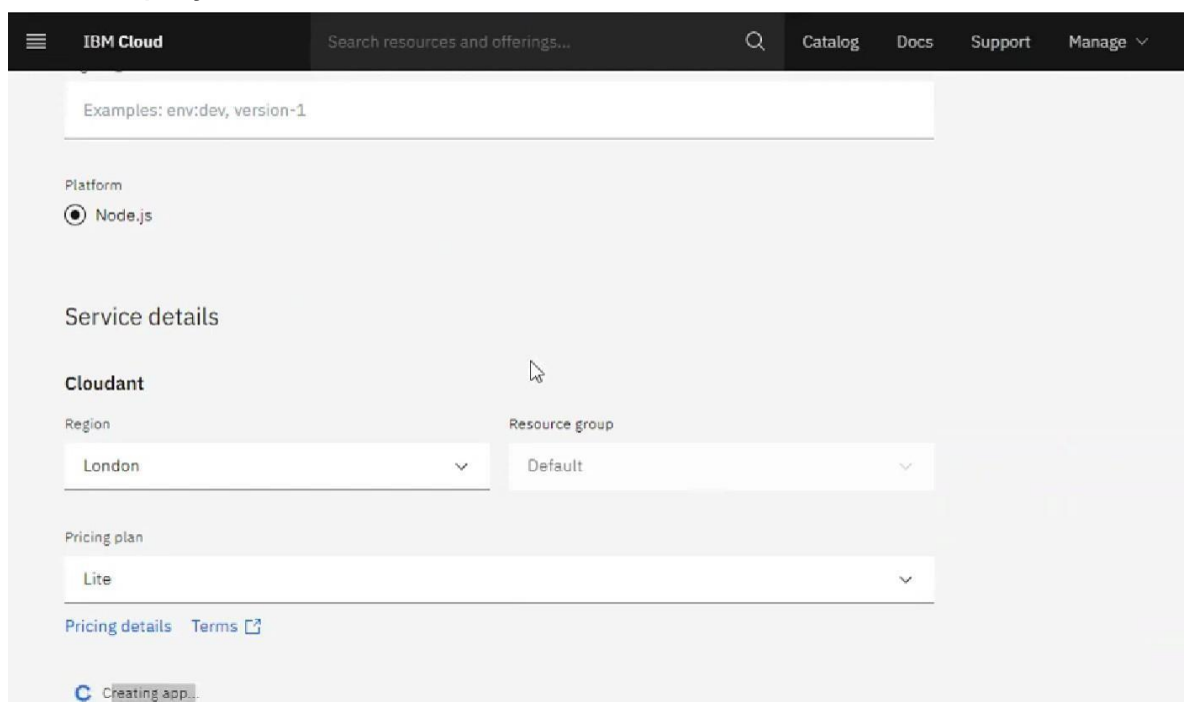 IBM Cloud Search resources and offerings... Catalog Docs Support Manage
Examples: env:dev, version-1
Platform
Node.js
Service details
Cloudant
Region Resource group
London Default
Pricing plan
Lite
Pricing details Terms
Creating app...